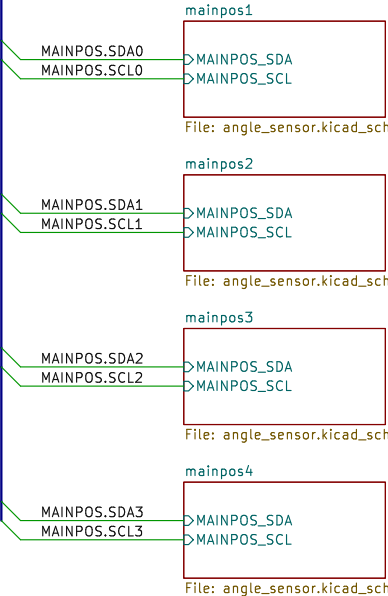 mainpos1
MAINPOS.SDA0
MAINPOS_SDA
MAINPOS.SCL0
MAINPOS_SCL
File: angle_sensor.kicad_sch
mainpos2
MAINPOS.SDA1
MAINPOS_SDA
MAINPOS.SCL1
MAINPOS_SCL
File: angle_sensor.kicad_sch
mainpos3
MAINPOS.SDA2
MAINPOS_SDA
MAINPOS.SCL2
MAINPOS_SCL
File: angle_sensor.kicad_sch
mainpos4
MAINPOS.SDA3
MAINPOS_SDA
MAINPOS.SCL3
MAINPOS_SCL
File: angle_sensor.kicad_sch